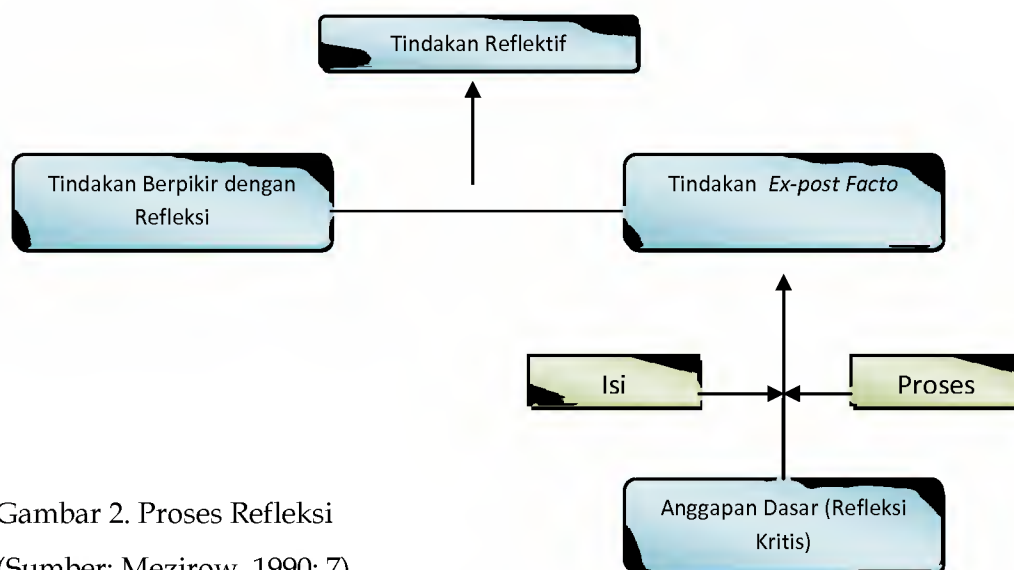 Tindakan Reflektif
Tindakan Berpikir dengan
Refleksi
Tindakan Ex-post Facto
Isi
Proses
Anggapan Dasar (Refleksi
Kritis)
Gambar 2. Proses Refleksi
(Sumber: Mezirow, 1990: 7)